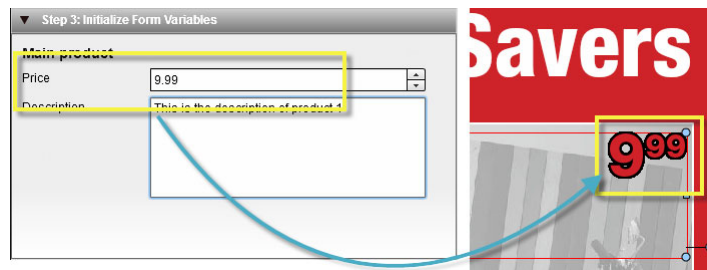 Step 3: Initialize Form Variables
Main product
Price
9.99
Description
This is the description of product 1
Savers
999